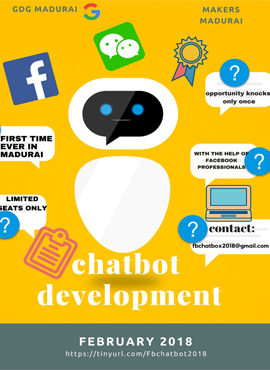 GDG MADURAI
MAKERS
MADURAI
opportunity knocks
only once
FIRST TIME
EVER IN
MADURAI
WITH THE HELP OF
FACEBOOK
PROFESSIONALS
LIMITED
SEATS ONLY
contact:
fbchatbox2018@gmail.com
chatbot
development
FEBRUARY 2018
https://tinyurl.com/Fbchatbot2018